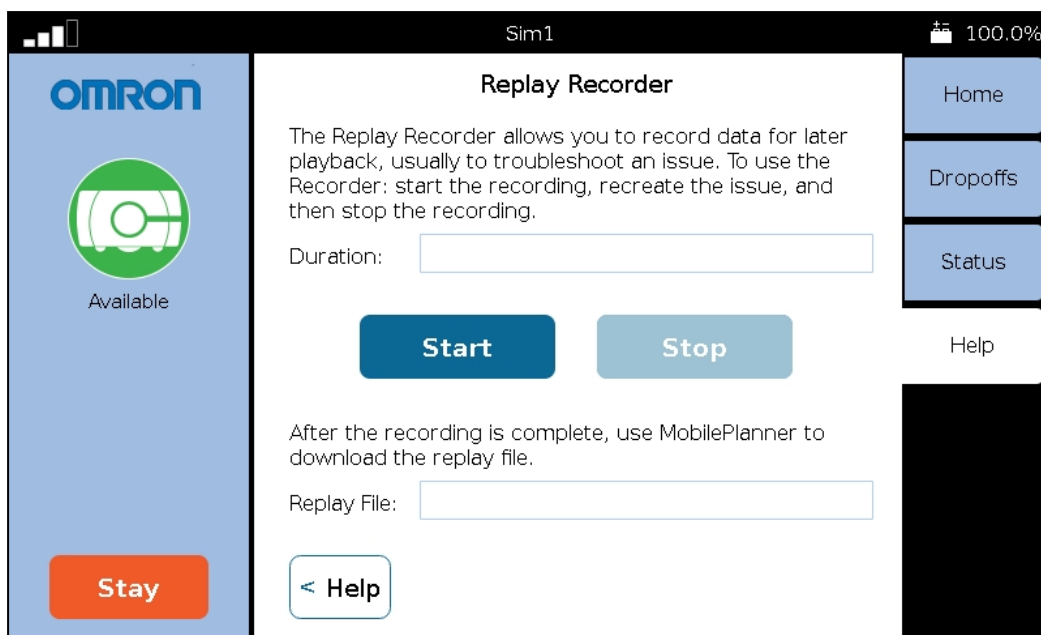 Sim1
100.0%
OMRON
Available
Stay
Replay Recorder
The Replay Recorder allows you to record data for later
playback, usually to troubleshoot an issue. To use the
Recorder: start the recording, recreate the issue, and
then stop the recording.
Duration:
Start
Stop
After the recording is complete, use MobilePlanner to
download the replay file.
Replay File:
< Help
Home
Dropoffs
Status
Help